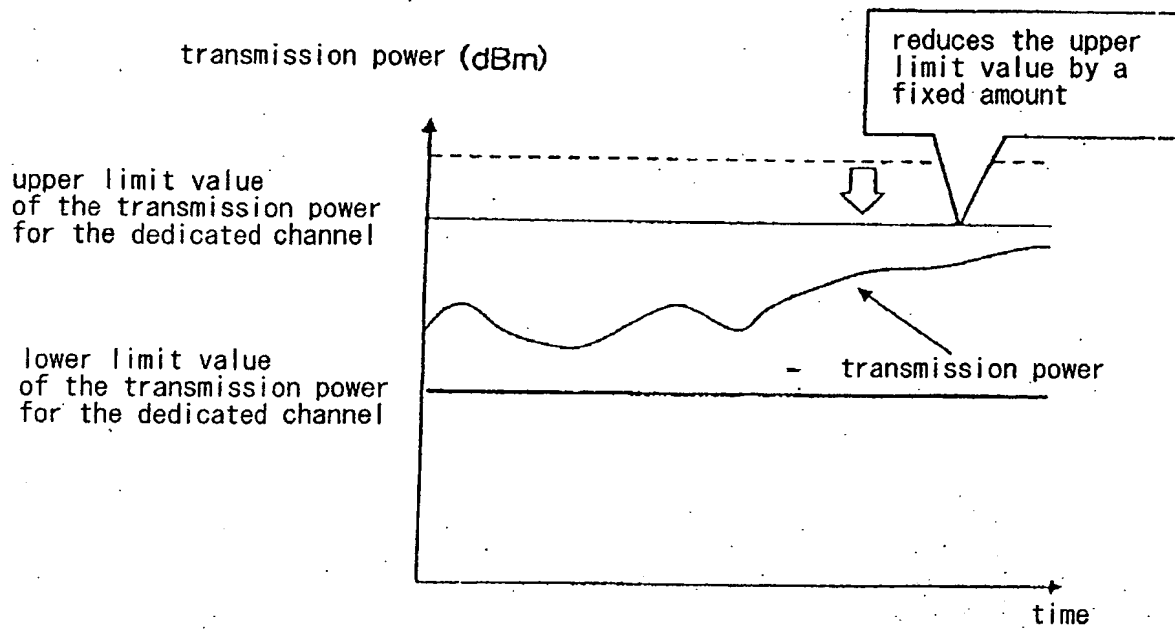 transmission power (dBm)
reduces the upper
limit value by a
fixed amount
upper limit value
of the transmission power
for the dedicated channel
lower limit value
of the transmission power
for the dedicated channel
transmission power
time